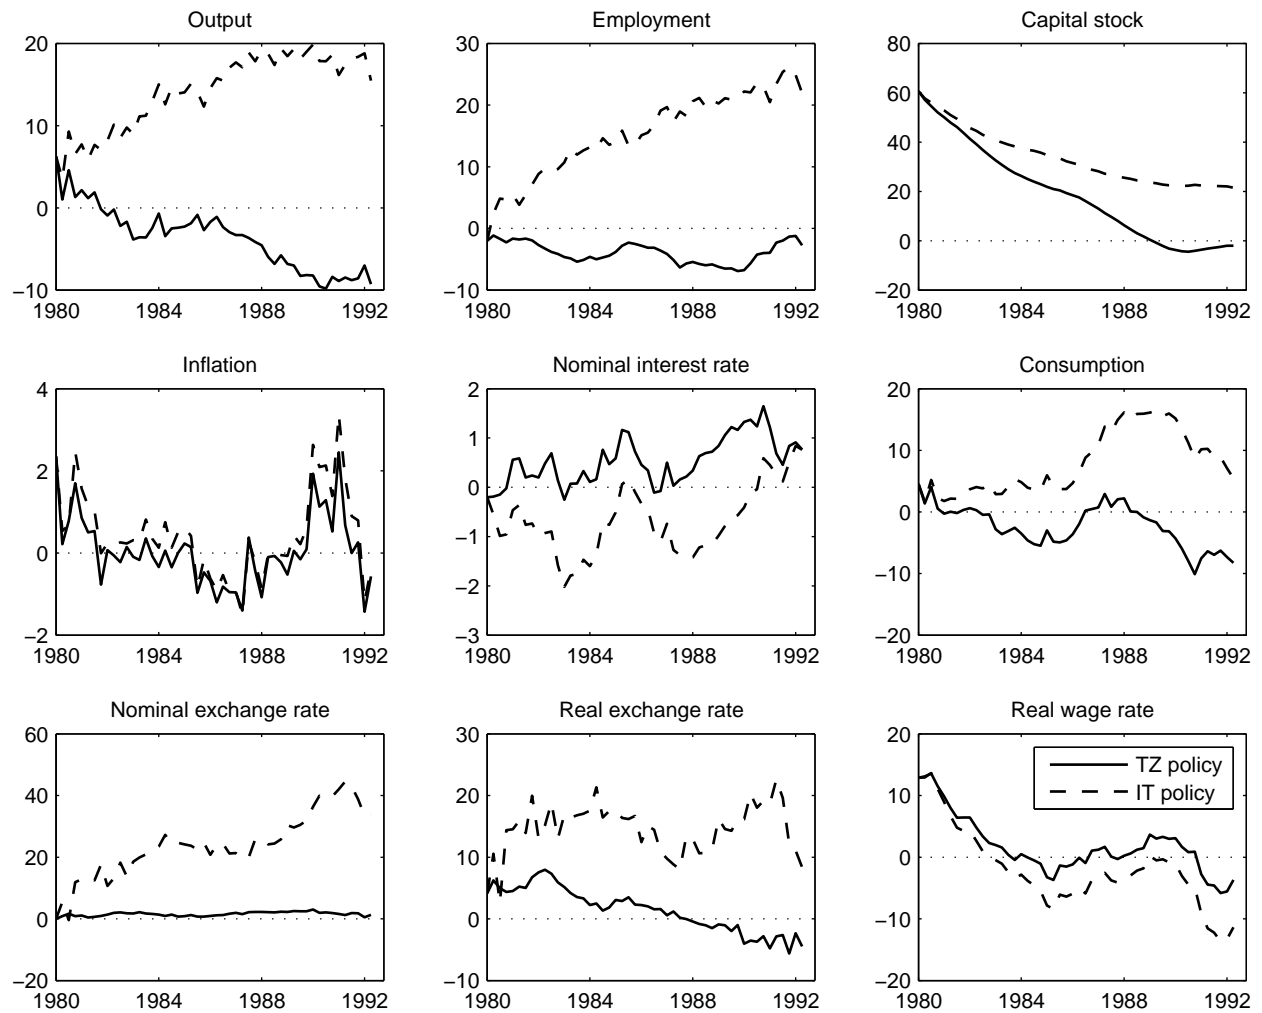 Output Employment Capital stock
20 30 80
60
20
10 40
10
20
0
0 0
−10 −10 −20
1980 1984 1988 1992 1980 1984 1988 1992 1980 1984 1988 1992
Inflation Nominal interest rate Consumption
4 2 20
1
10
2 0
0
−1
0
−10
−2
−2 −3 −20
1980 1984 1988 1992 1980 1984 1988 1992 1980 1984 1988 1992
Nominal exchange rate Real exchange rate Real wage rate
60 30 20
TZ policy
IT policy
40 20 10
20 10 0
0 0 −10
−20 −10 −20
1980 1984 1988 1992 1980 1984 1988 1992 1980 1984 1988 1992